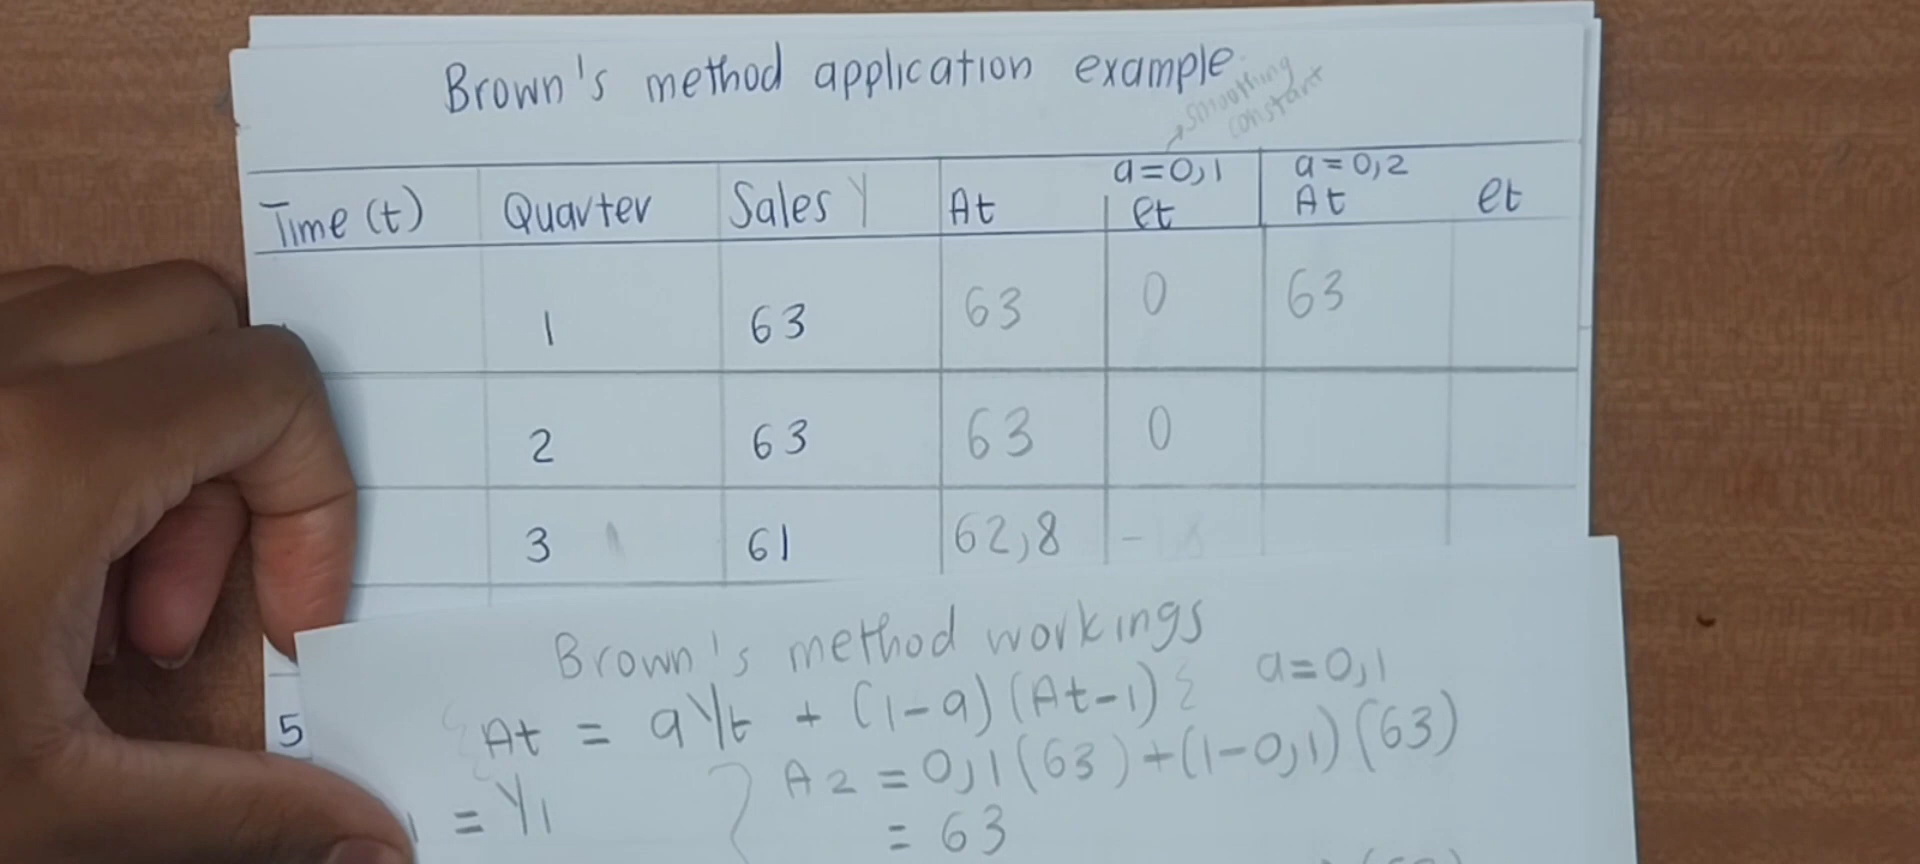 Brown's method application example
smoothing
constant
a=0,1 a=0,2
Time (t) Quarter Sales Y At et At et
1 63 63 0 63
2 63 63 0
3 61 62,8
Brown's method workings
At = aYt + (1-a)(At-1) a=0,1
5 A2 = 0,1(63)+(1-0,1)(63)
= Y1
= 63